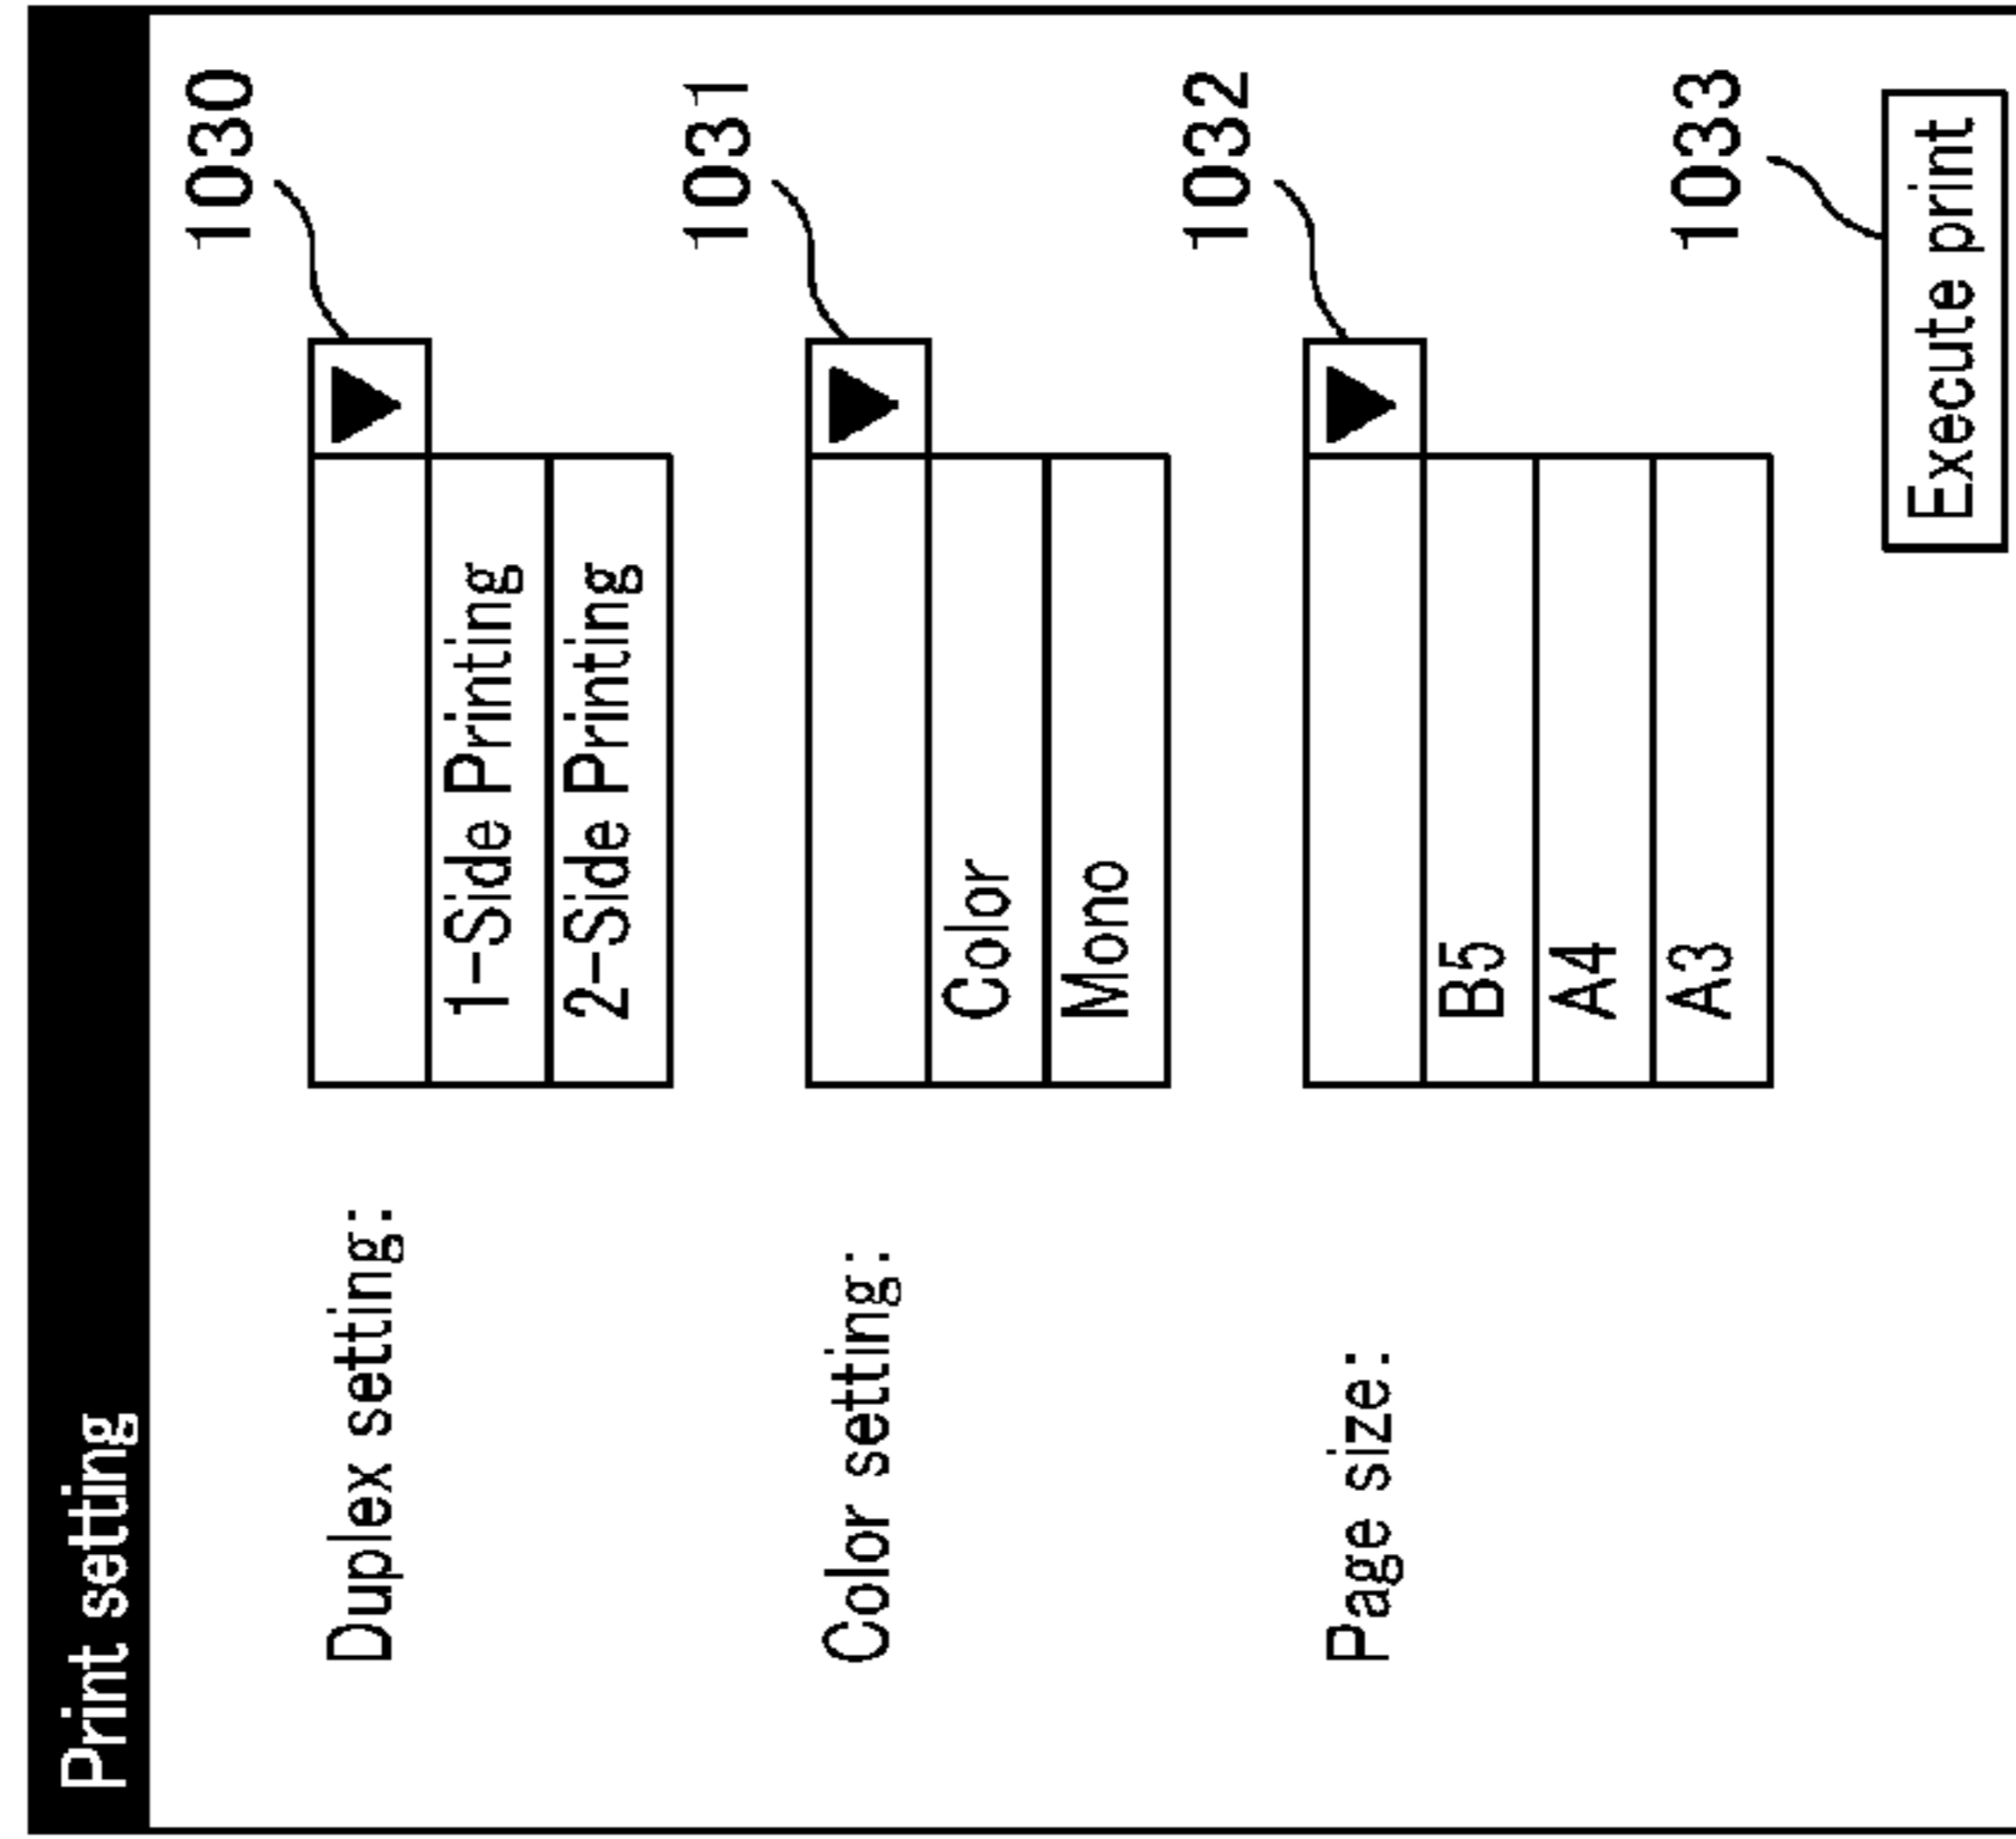 Print setting
1030
Duplex setting:
1-Side Printing
2-Side Printing
1031
Color setting:
Color
Mono
1032
Page size:
B5
A4
A3
1033
Execute print